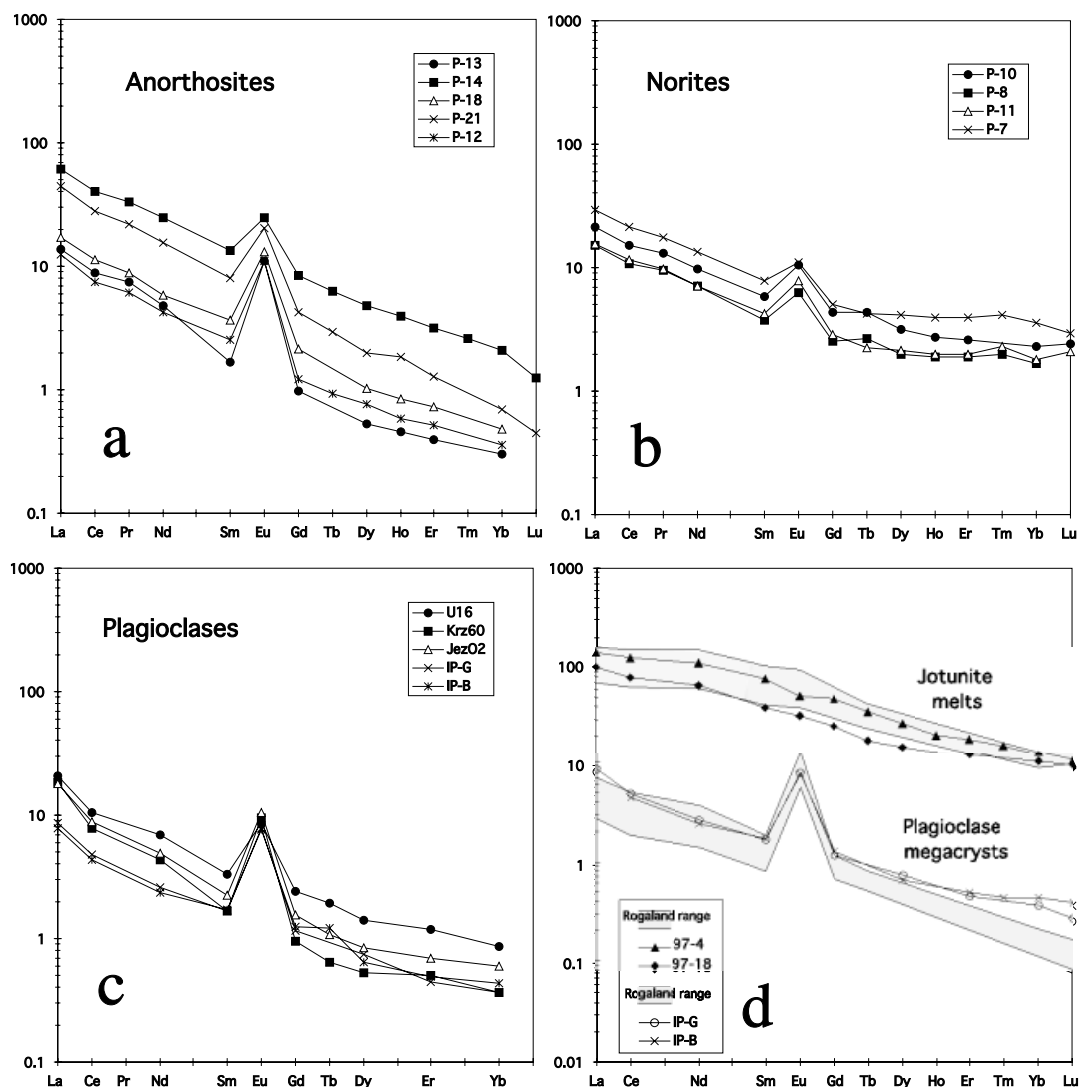 1000
100
10
1
0.1
Anorthosites
P-13
P-14
P-18
P-21
P-12
a
La Ce Pr Nd Sm Eu Gd Tb Dy Ho Er Tm Yb Lu
1000
100
10
1
0.1
Norites
P-10
P-8
P-11
P-7
b
La Ce Pr Nd Sm Eu Gd Tb Dy Ho Er Tm Yb Lu
1000
100
10
1
0.1
Plagioclases
U16
Krz60
JezO2
IP-G
IP-B
c
La Ce Pr Nd Sm Eu Gd Tb Dy Er Yb
1000
100
10
1
0.1
0.01
Jotunite
melts
Plagioclase
megacrysts
Rogaland range
97-4
97-18
Rogaland range
IP-G
IP-B
d
La Ce Nd Sm Eu Gd Tb Dy Ho Er Tm Yb Lu